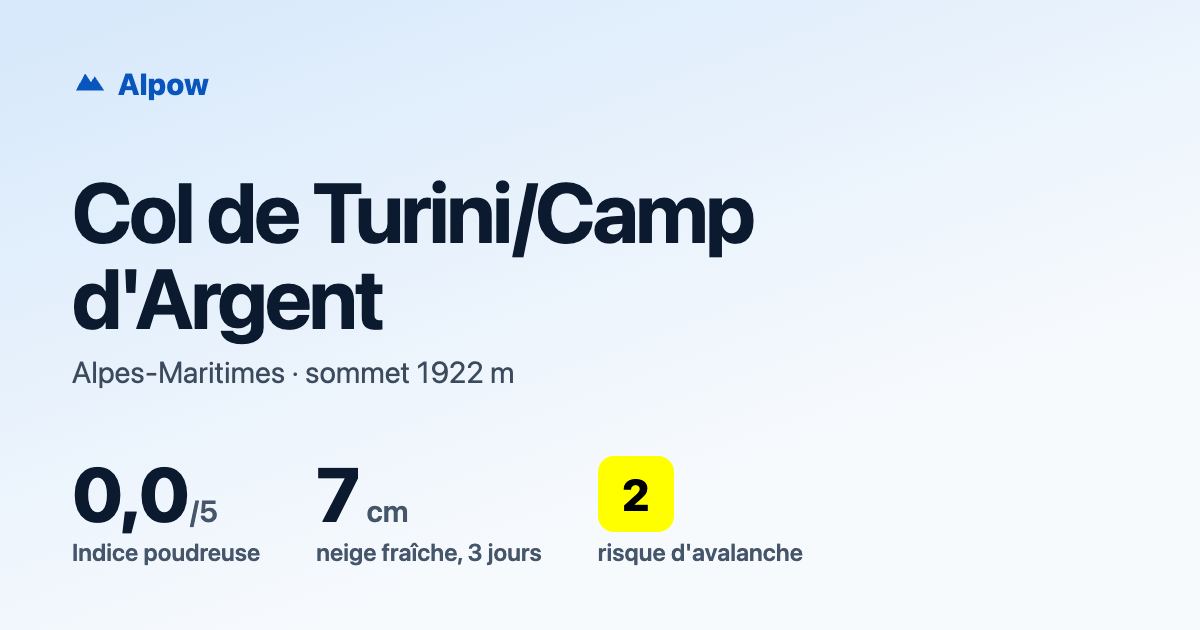 Alpow
Col de Turini/Camp
d'Argent
Alpes-Maritimes · sommet 1922 m
0,0/5
7 cm
2
Indice poudreuse
neige fraîche, 3 jours
risque d'avalanche